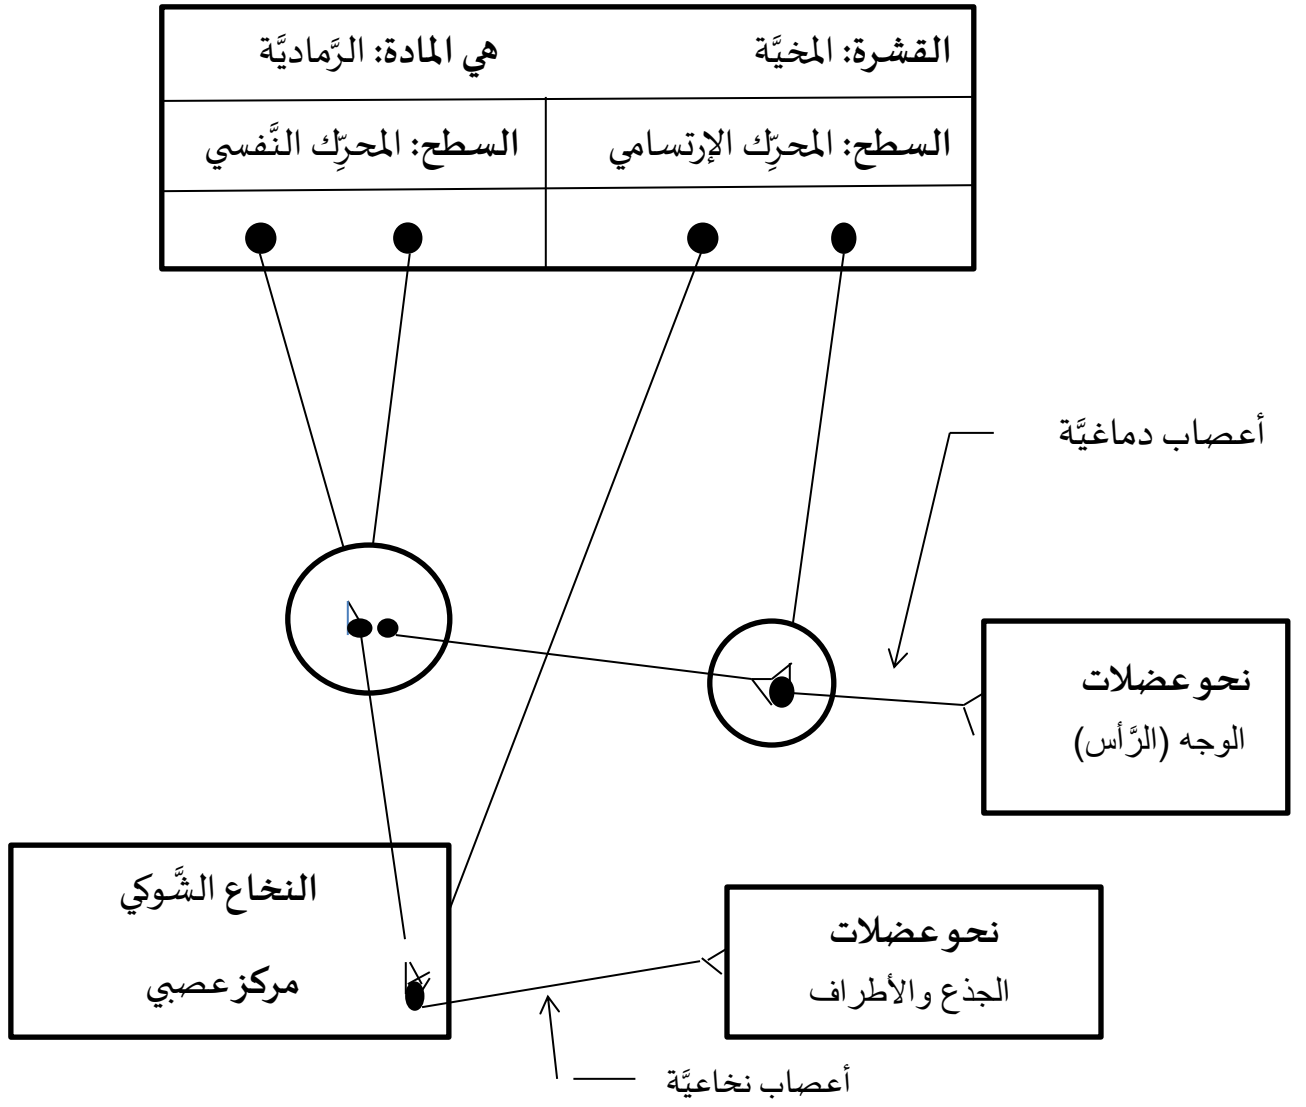 القشرة: المخيَّة هي المادة: الرَّماديَّة
السطح: المحرِّك الإرتسامي السطح: المحرِّك النَّفسي
أعصاب دماغيَّة
نحو عضلات
الوجه (الرَّأس)
النخاع الشَّوكي
مركز عصبي
نحو عضلات
الجذع والأطراف
أعصاب نخاعيَّة